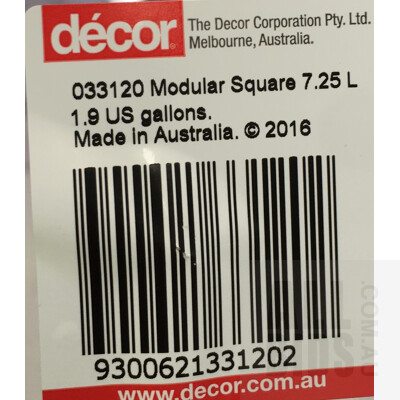 décor
The Decor Corporation Pty. Ltd.
Melbourne, Australia.
033120 Modular Square 7.25 L
1.9 US gallons.
Made in Australia. © 2016
9300621331202
www.decor.com.au